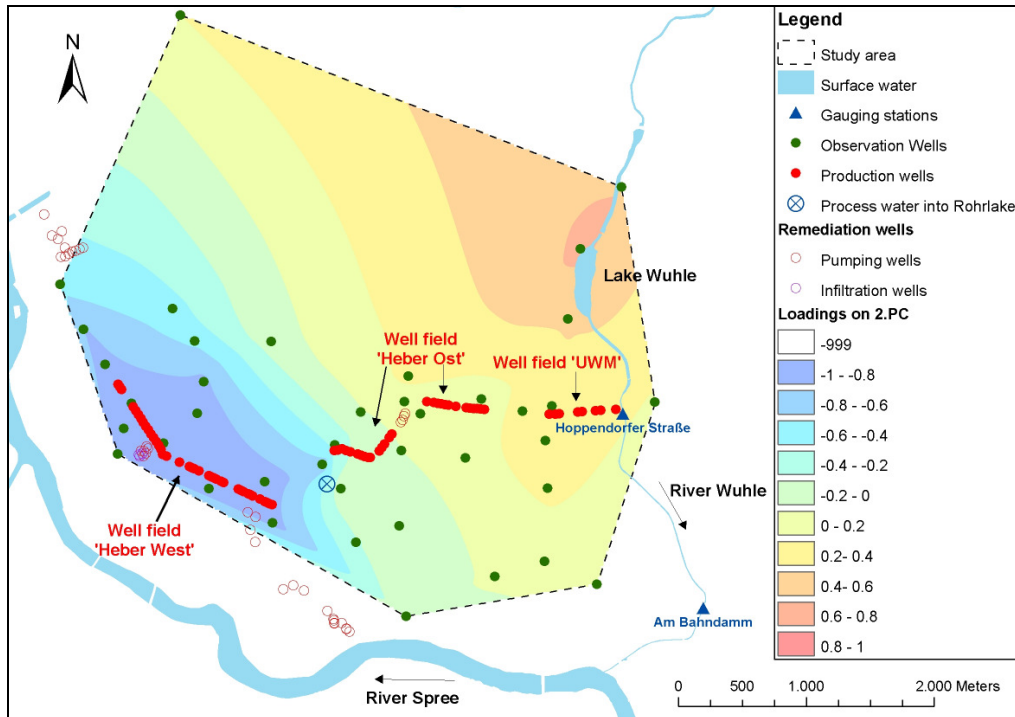 N
Lake Wuhle
Well field
'Heber Ost'
Well field 'UWM'
Hoppendorfer Straße
River Wuhle
Well field
'Heber West'
Am Bahndamm
River Spree
Legend
Study area
Surface water
Gauging stations
Observation Wells
Production wells
Process water into Rohrlake
Remediation wells
Pumping wells
Infiltration wells
Loadings on 2.PC
-999
-1 - -0.8
-0.8 - -0.6
-0.6 - -0.4
-0.4 - -0.2
-0.2 - 0
0 - 0.2
0.2 - 0.4
0.4- 0.6
0.6 - 0.8
0.8 - 1
0 500 1.000 2.000 Meters